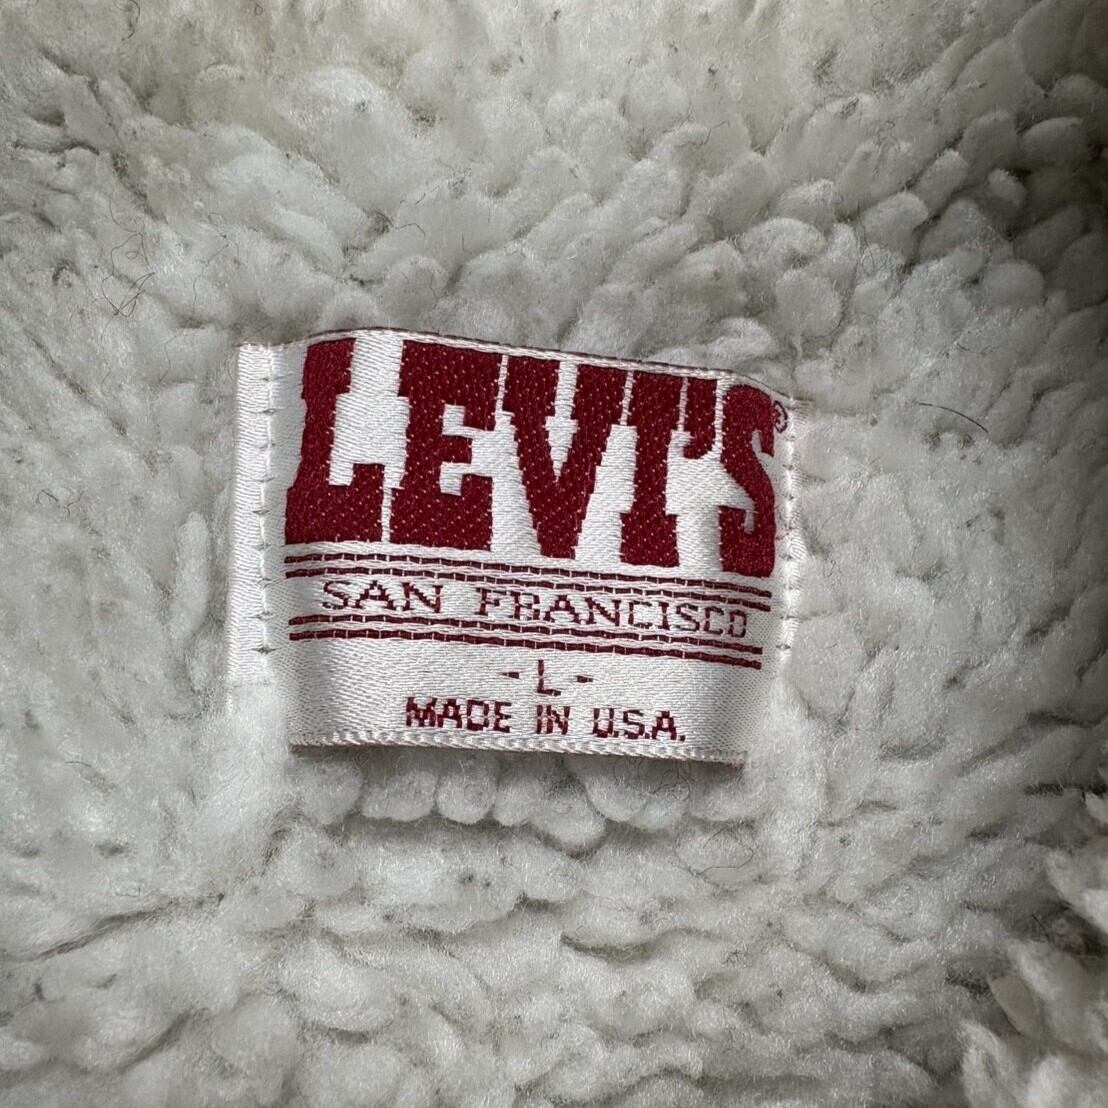 LEVI'S®
SAN FRANCISCO
- L -
MADE IN U.S.A.